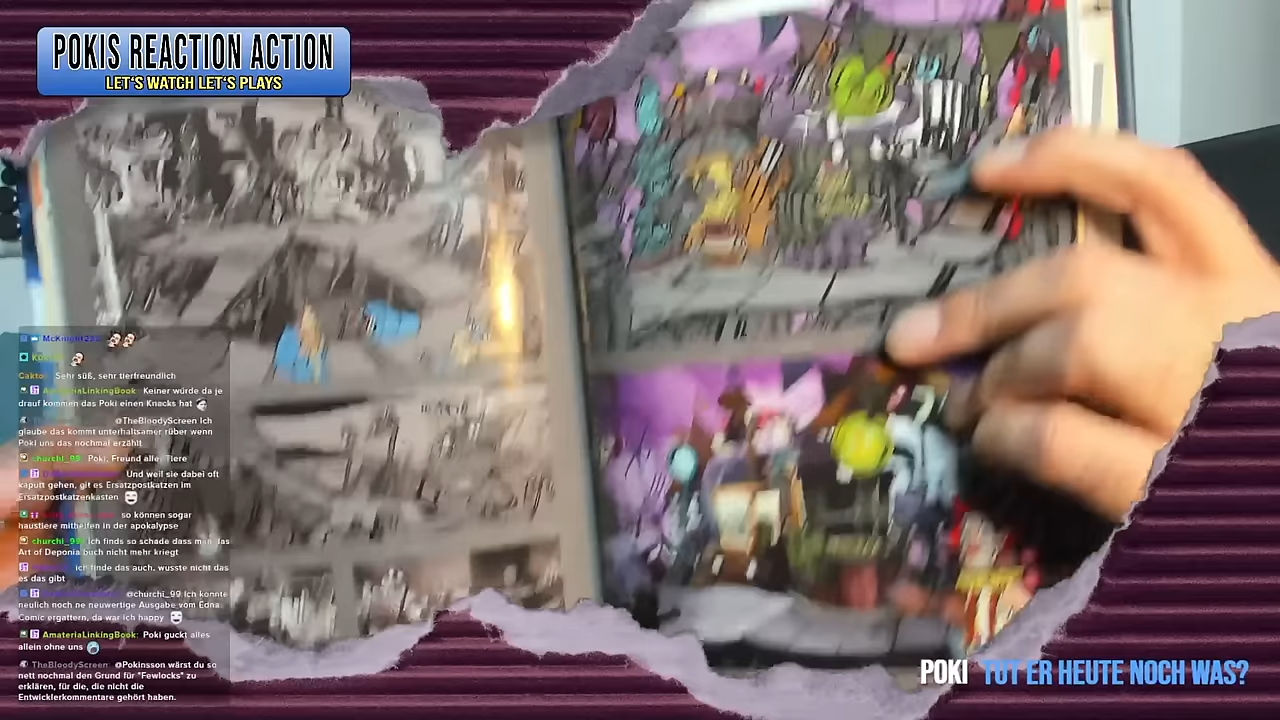 POKIS REACTION ACTION
LET'S WATCH LET'S PLAYS
McKnight252
Sehr süß, sehr tierfreundlich
AmateriaLinkingBook: Keiner würde da je
drauf kommen das Poki einen Knacks hat
@TheBloodyScreen Ich
glaube das kommt unterhaltsamer rüber wenn
Poki uns das nochmal erzählt
churchi_99: Poki, Freund aller Tiere
Und weil sie dabei oft
kaputt gehen, git es Ersatzpostkatzen im
Ersatzpostkatzenkasten
so können sogar
haustiere mithelfen in der apokalypse
churchi_99: ich finds so schade dass man das
Art of Deponia buch nicht mehr kriegt
ich finde das auch, wusste nicht das
es das gibt
@churchi_99 Ich konnte
neulich noch ne neuwertige Ausgabe vom Edna
Comic ergattern, da war ich happy
AmateriaLinkingBook: Poki guckt alles
allein ohne uns
TheBloodyScreen: @Pokinsson wärst du so
nett nochmal den Grund für "Fewlocks" zu
erklären, für die, die nicht die
Entwicklerkommentare gehört haben.
POKI TUT ER HEUTE NOCH WAS?